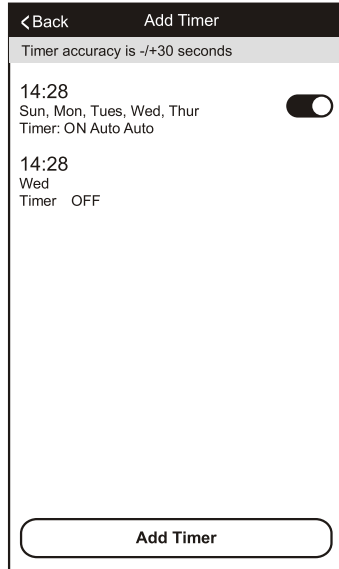 Back Add Timer
Timer accuracy is -/+30 seconds
14:28
Sun, Mon, Tues, Wed, Thur
Timer: ON Auto Auto
14:28
Wed
Timer OFF
Add Timer